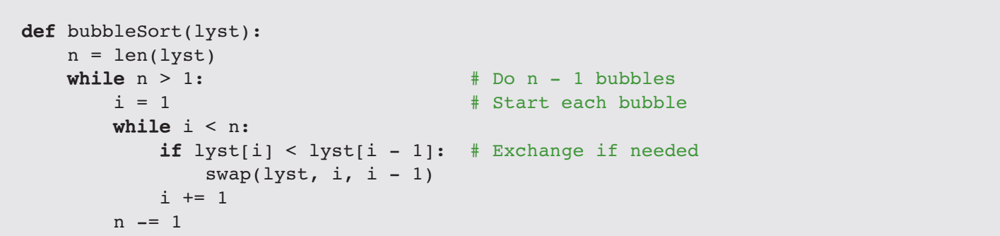 def bubbleSort(lyst):
    n = len(lyst)
    while n > 1:                       # Do n - 1 bubbles
        i = 1                          # Start each bubble
        while i < n:
            if lyst[i] < lyst[i - 1]:  # Exchange if needed
                swap(lyst, i, i - 1)
            i += 1
        n -= 1